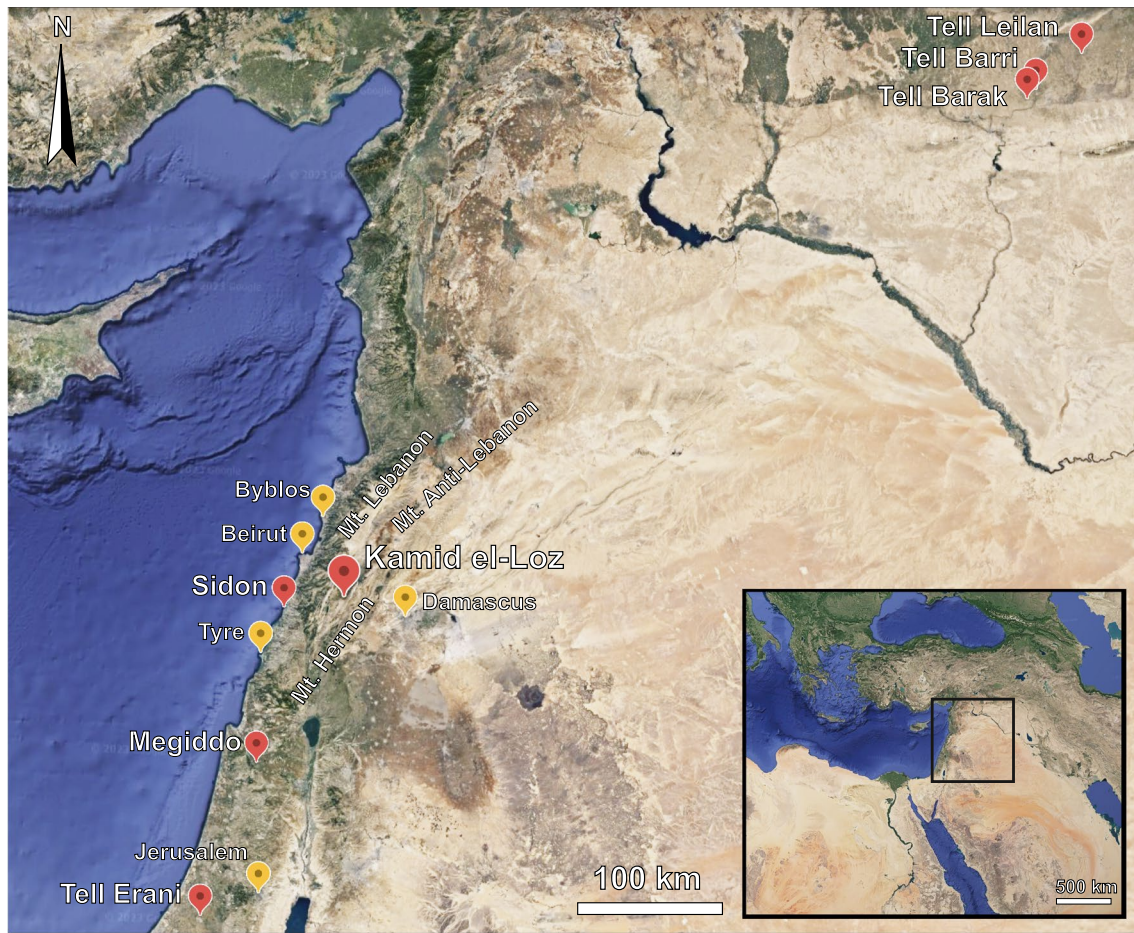 N
Tell Leilan
Tell Barri
Tell Barak
Mt. Lebanon
Mt. Anti-Lebanon
Byblos
Beirut
Kamid el-Loz
Sidon
Damascus
Tyre
Mt. Hermon
Megiddo
Jerusalem
Tell Erani
100 km
500 km